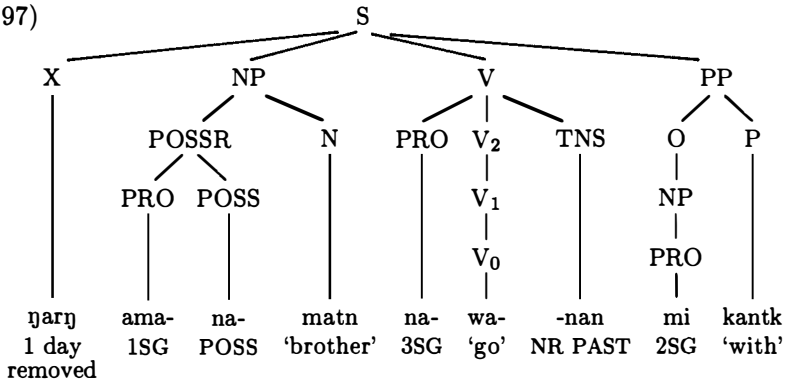 97) S
X NP V PP
POSSR N PRO V₂ TNS O P
PRO POSS V₁ NP
V₀ PRO
ŋarŋ ama- na- matn na- wa- -nan mi kantk
1 day 1SG POSS ‘brother’ 3SG ‘go’ NR PAST 2SG ‘with’
removed